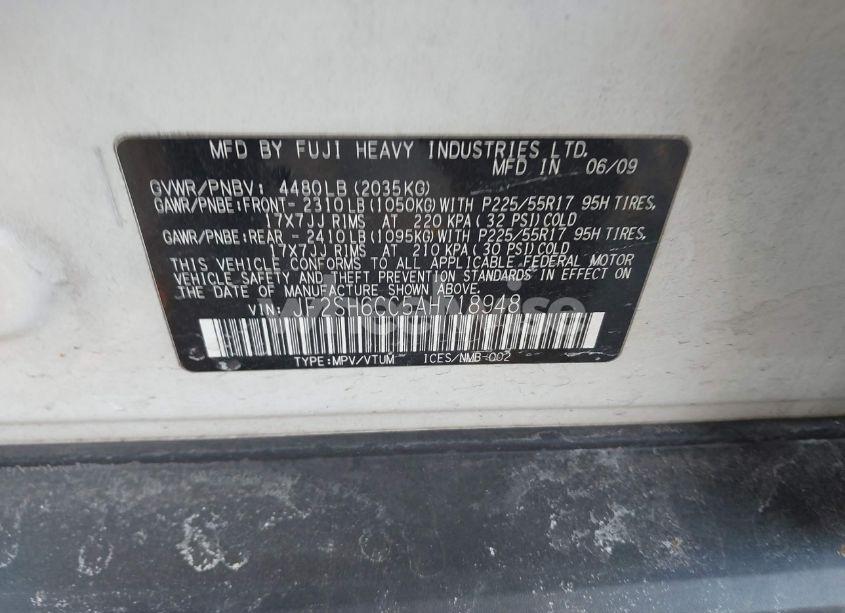 MFD BY FUJI HEAVY INDUSTRIES LTD.
MFD IN 06/09
GVWR/PNBV: 4480LB (2035KG)
GAWR/PNBE:FRONT- 2310LB (1050KG) WITH P225/55R17 95H TIRES,
17X7JJ RIMS AT 220 KPA ( 32 PSI) COLD
GAWR/PNBE:REAR - 2410LB (1095KG) WITH P225/55R17 95H TIRES,
17X7JJ RIMS AT 210 KPA (30 PSI) COLD
THIS VEHICLE CONFORMS TO ALL APPLICABLE FEDERAL MOTOR
VEHICLE SAFETY AND THEFT PREVENTION STANDARDS IN EFFECT ON
THE DATE OF MANUFACTURE SHOWN ABOVE.
VIN: JF2SH6CC5AH718948
TYPE:MPV/VTUM ICES/NMB-002